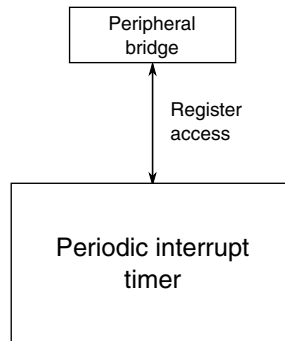 Peripheral
bridge
Register
access
Periodic interrupt
timer